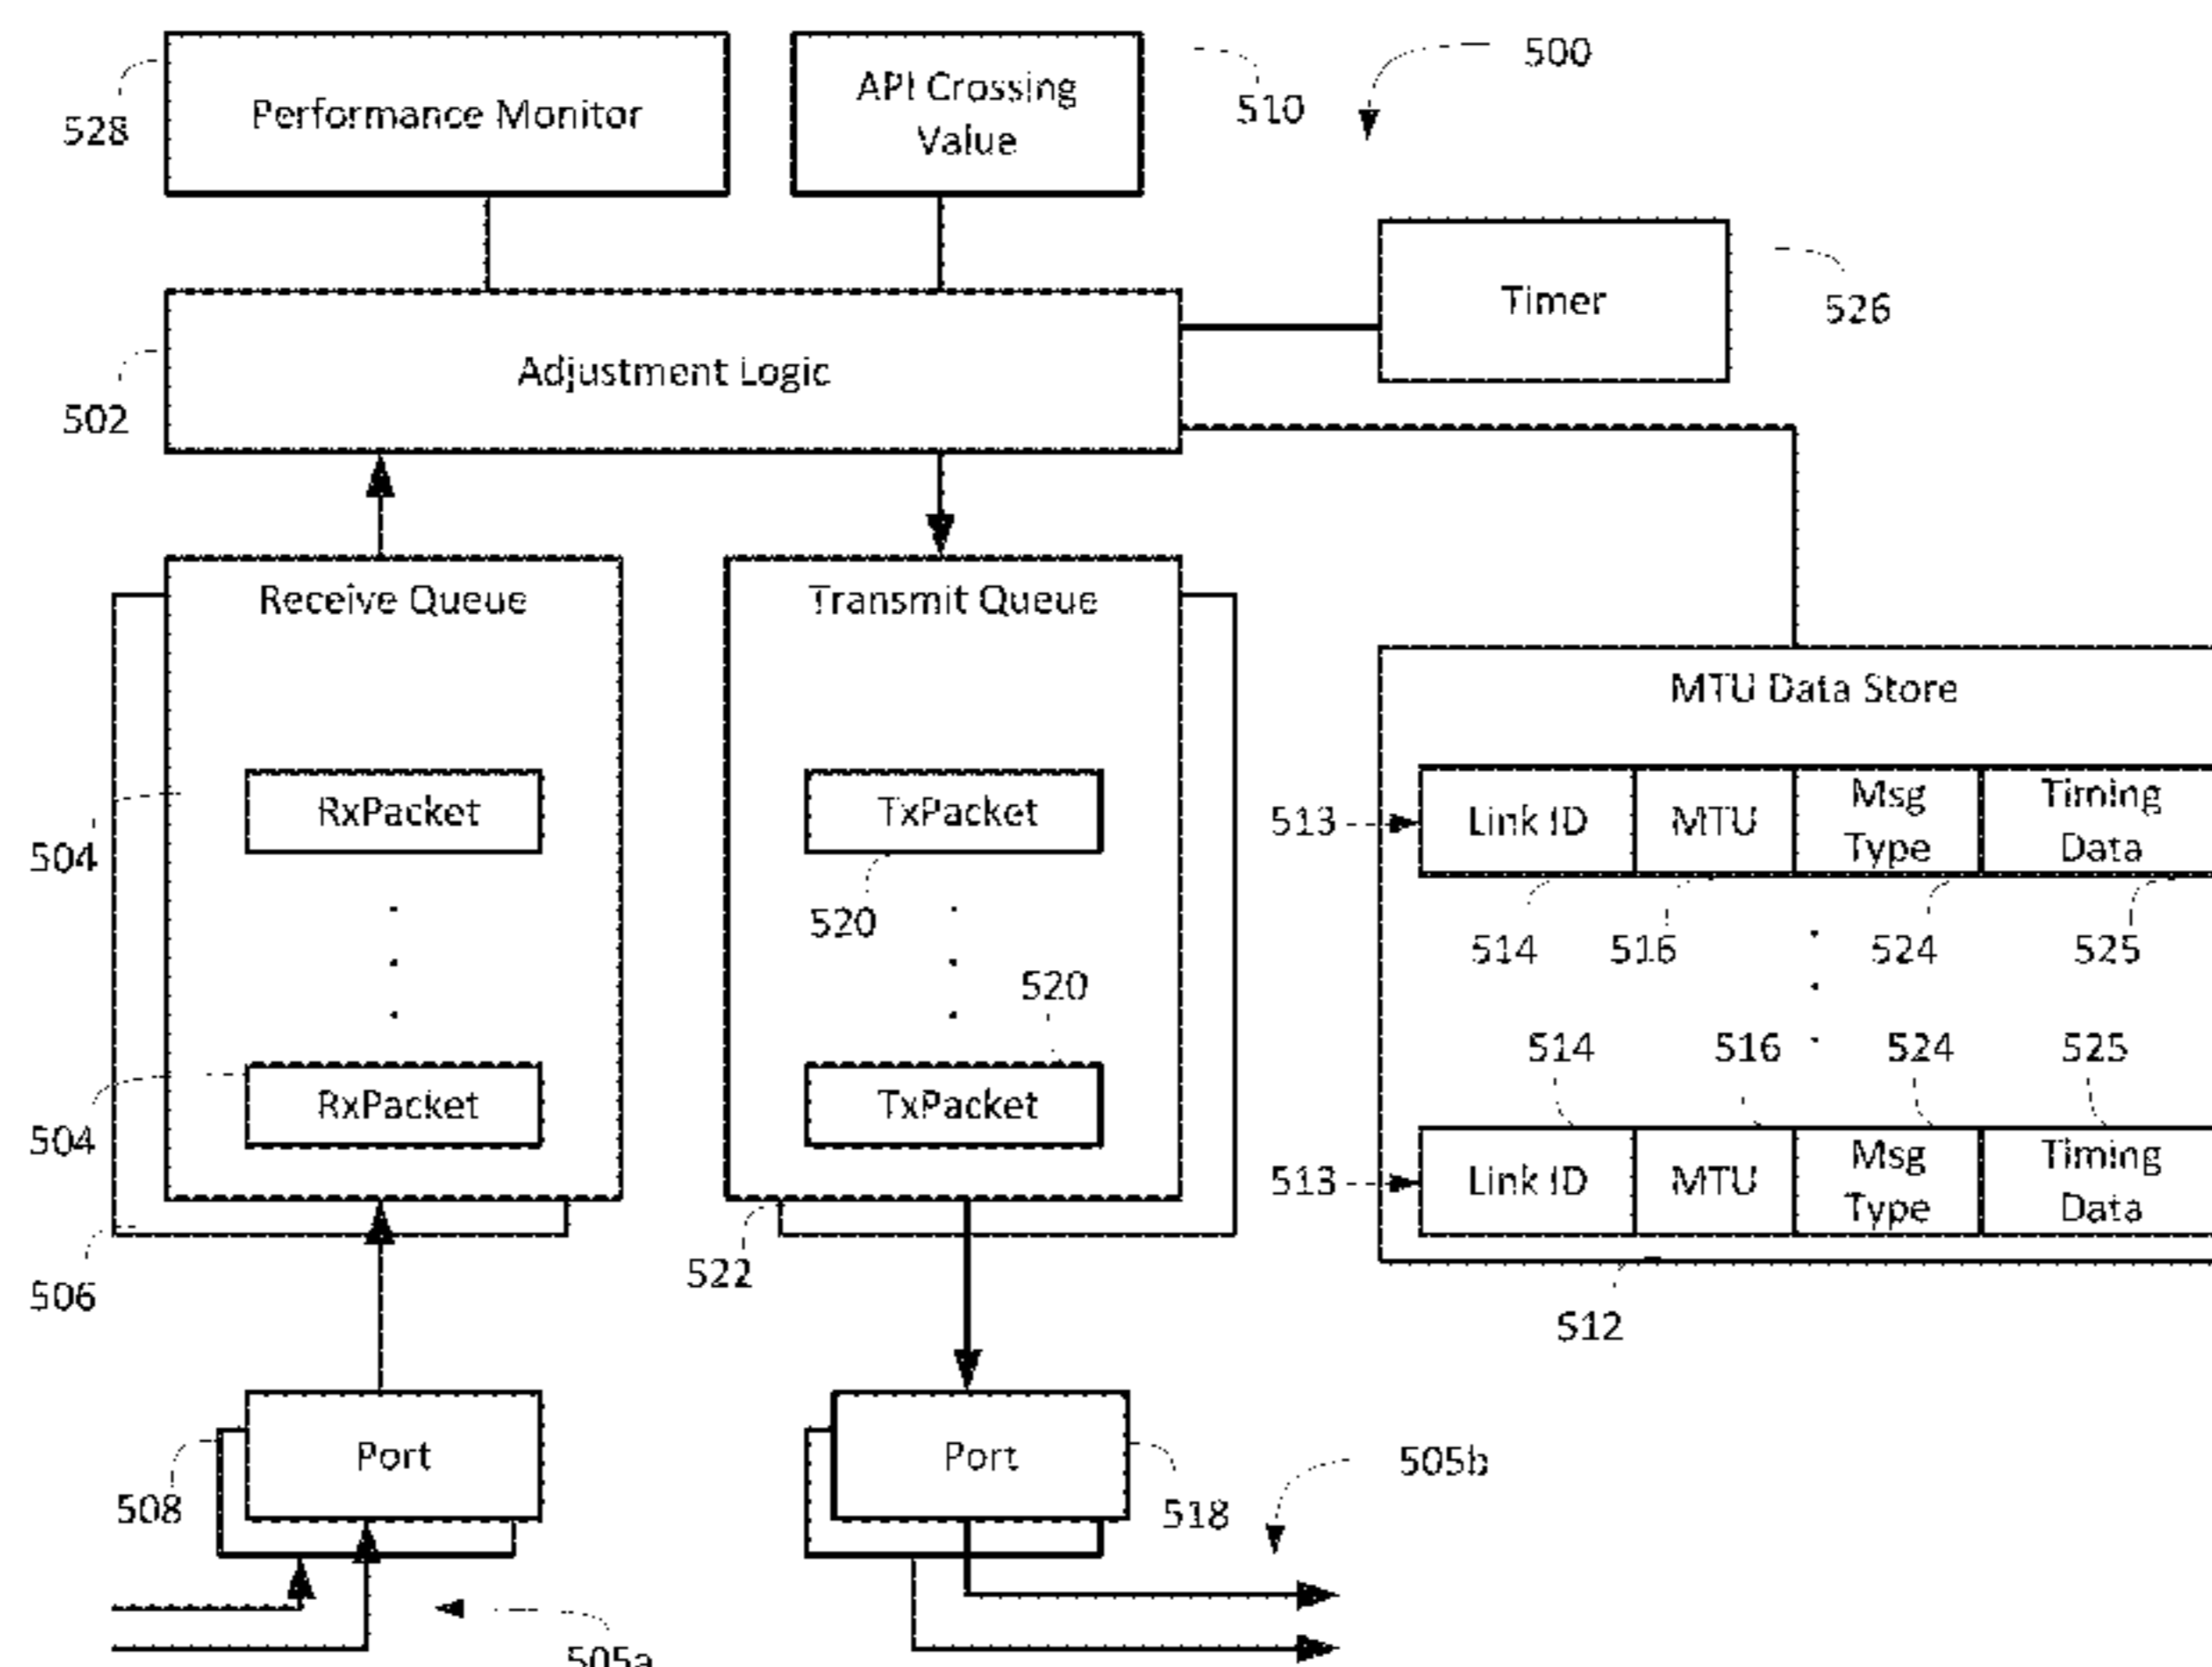 500
Performance Monitor
528
API Crossing
Value
510
Timer
526
Adjustment Logic
502
Receive Queue
RxPacket
504
RxPacket
504
506
Transmit Queue
TxPacket
520
520
TxPacket
522
MTU Data Store
513
Link ID
MTU
Msg
Type
Timing
Data
514
516
524
525
514
516
524
525
513
Link ID
MTU
Msg
Type
Timing
Data
512
Port
508
Port
518
505b
505a